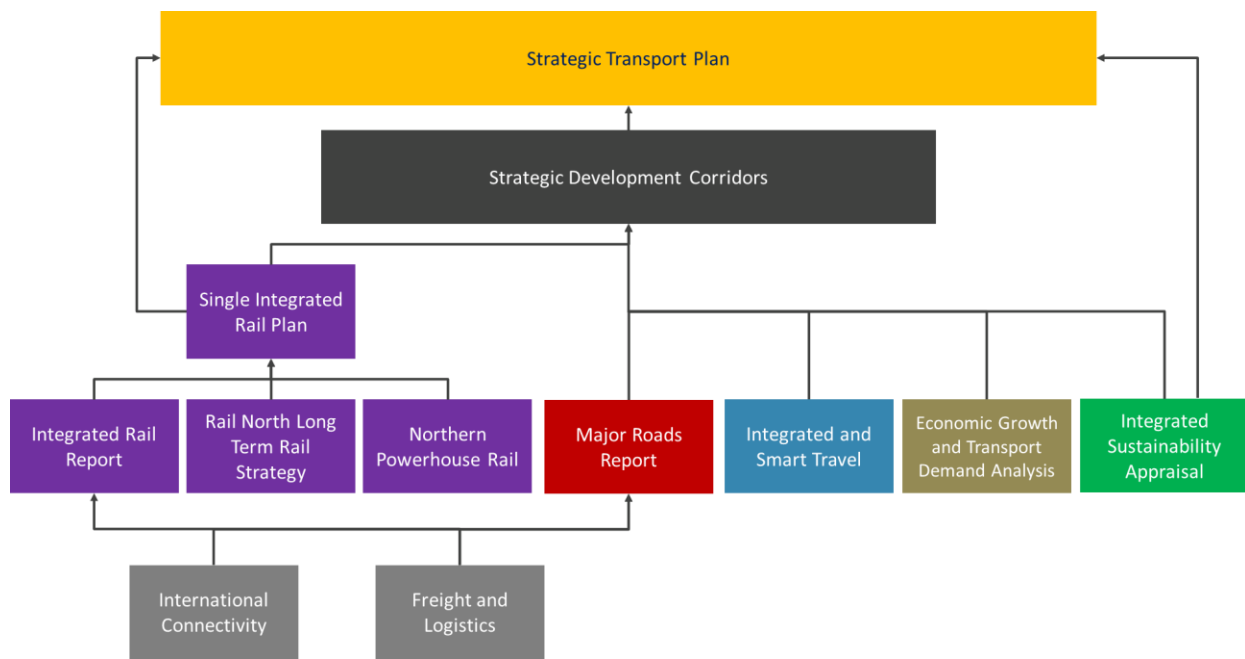 Strategic Transport Plan
Strategic Development Corridors
Single Integrated
Rail Plan
Integrated Rail
Report
Rail North Long
Term Rail
Strategy
Northern
Powerhouse Rail
Major Roads
Report
Integrated and
Smart Travel
Economic Growth
and Transport
Demand Analysis
Integrated
Sustainability
Appraisal
International
Connectivity
Freight and
Logistics